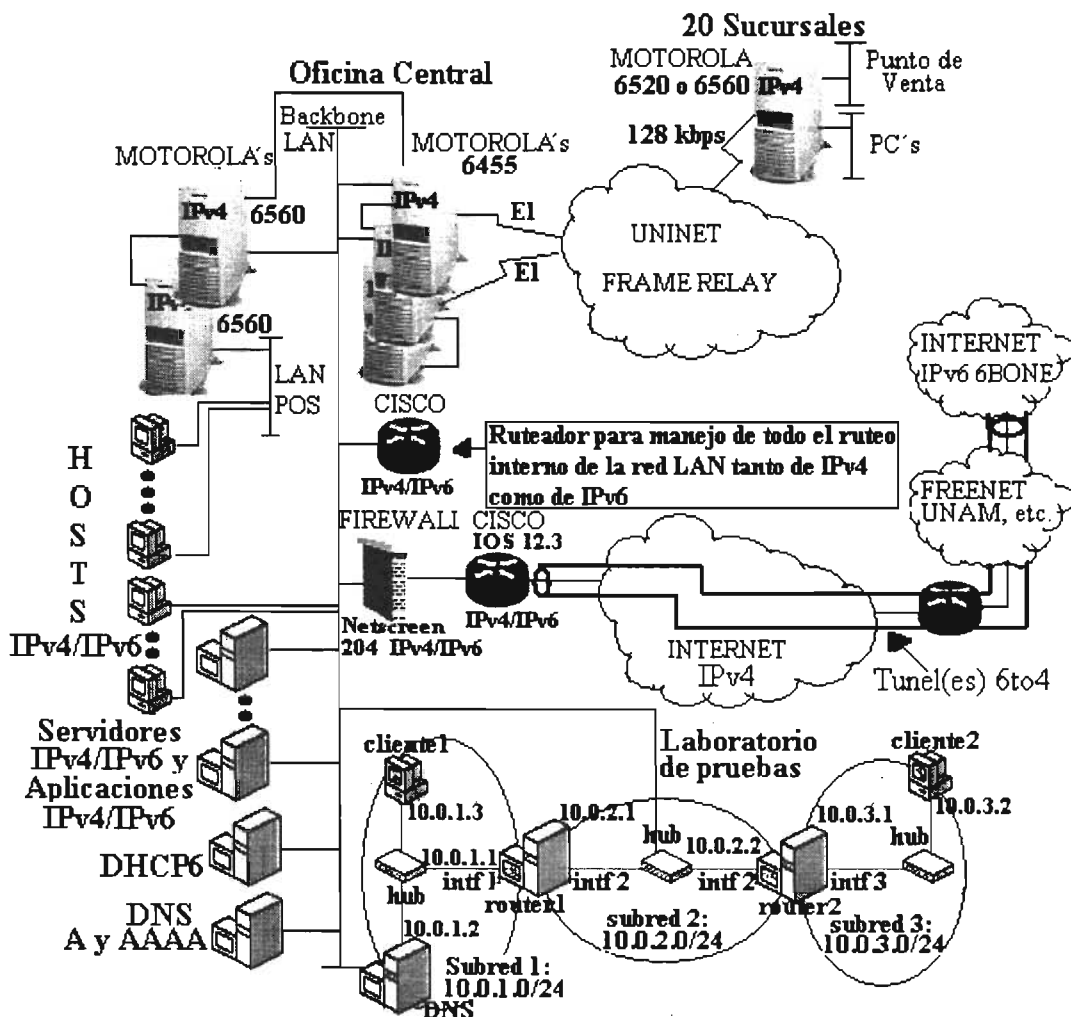 20 Sucursales
MOTOROLA
6520 o 6560
IPv4
Punto de
Venta
128 kbps
PC´s
Oficina Central
Backbone
LAN
MOTOROLA´s
6560
IPv4
MOTOROLA´s
6455
IPv4
E1
E1
UNINET
FRAME RELAY
6560
LAN
POS
INTERNET
IPv6 6BONE
FREENET
UNAM, etc.
CISCO
IPv4/IPv6
Ruteador para manejo de todo el ruteo
interno de la red LAN tanto de IPv4
como de IPv6
H
O
S
T
S
IPv4/IPv6
FIREWALL
CISCO
IOS 12.3
IPv4/IPv6
Netscreen
204 IPv4/IPv6
INTERNET
IPv4
Tunel(es) 6to4
Servidores
IPv4/IPv6 y
Aplicaciones
IPv4/IPv6
DHCP6
DNS
A y AAAA
Laboratorio
de pruebas
cliente1
10.0.1.3
hub
10.0.1.1
intf 1
router1
10.0.1.2
DNS
Subred 1:
10.0.1.0/24
10.0.2.1
intf 2
hub
10.0.2.2
intf 2
subred 2:
10.0.2.0/24
router2
10.0.3.1
intf 3
hub
cliente2
10.0.3.2
subred 3:
10.0.3.0/24